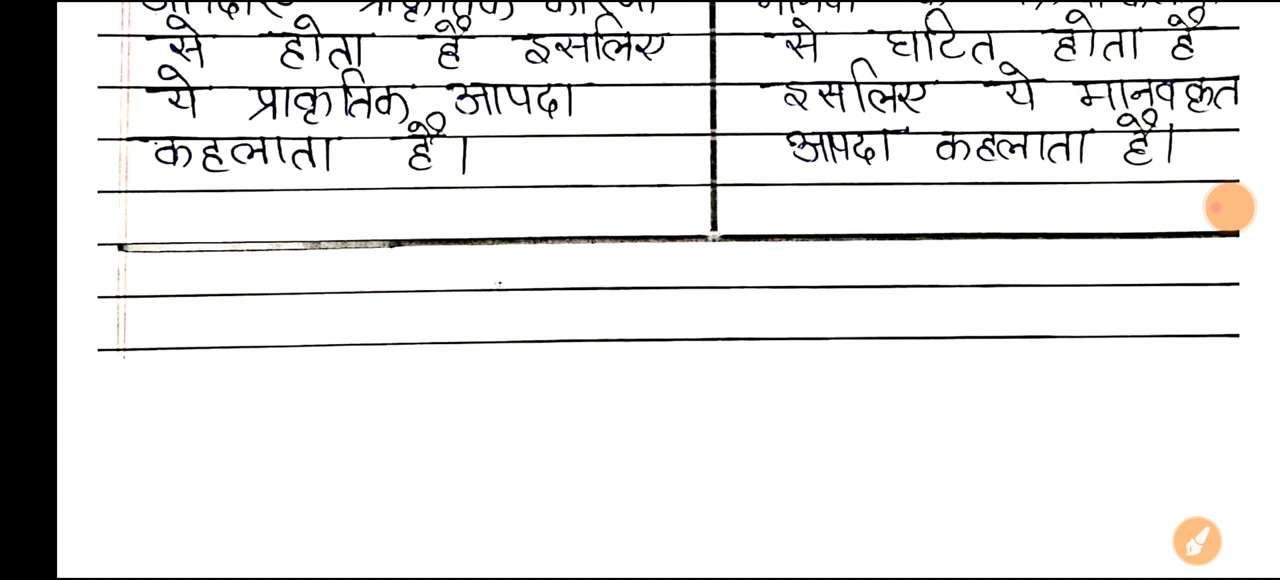 से होता है इसलिए
ये प्राकृतिक आपदा
कहलाता है।
से घटित होता है
इसलिए ये मानवकृत
आपदा कहलाता है।